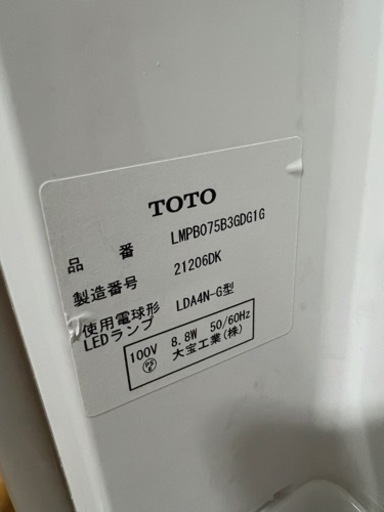 TOTO
品　番 LMPB075B3GDG1G
製造番号 21206DK
使用電球形
LEDランプ LDA4N-G型
100V 8.8W 50/60Hz
大宝工業(株)